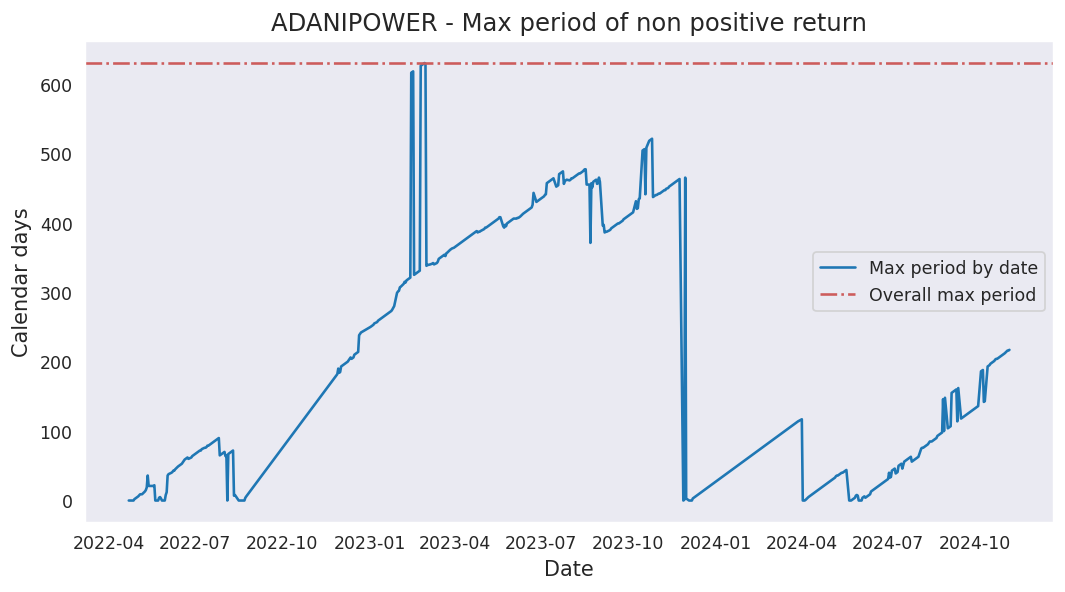 ADANIPOWER - Max period of non positive return
Calendar days
600
500
400
300
200
100
0
Max period by date
Overall max period
2022-04 2022-07 2022-10 2023-01 2023-04 2023-07 2023-10 2024-01 2024-04 2024-07 2024-10
Date